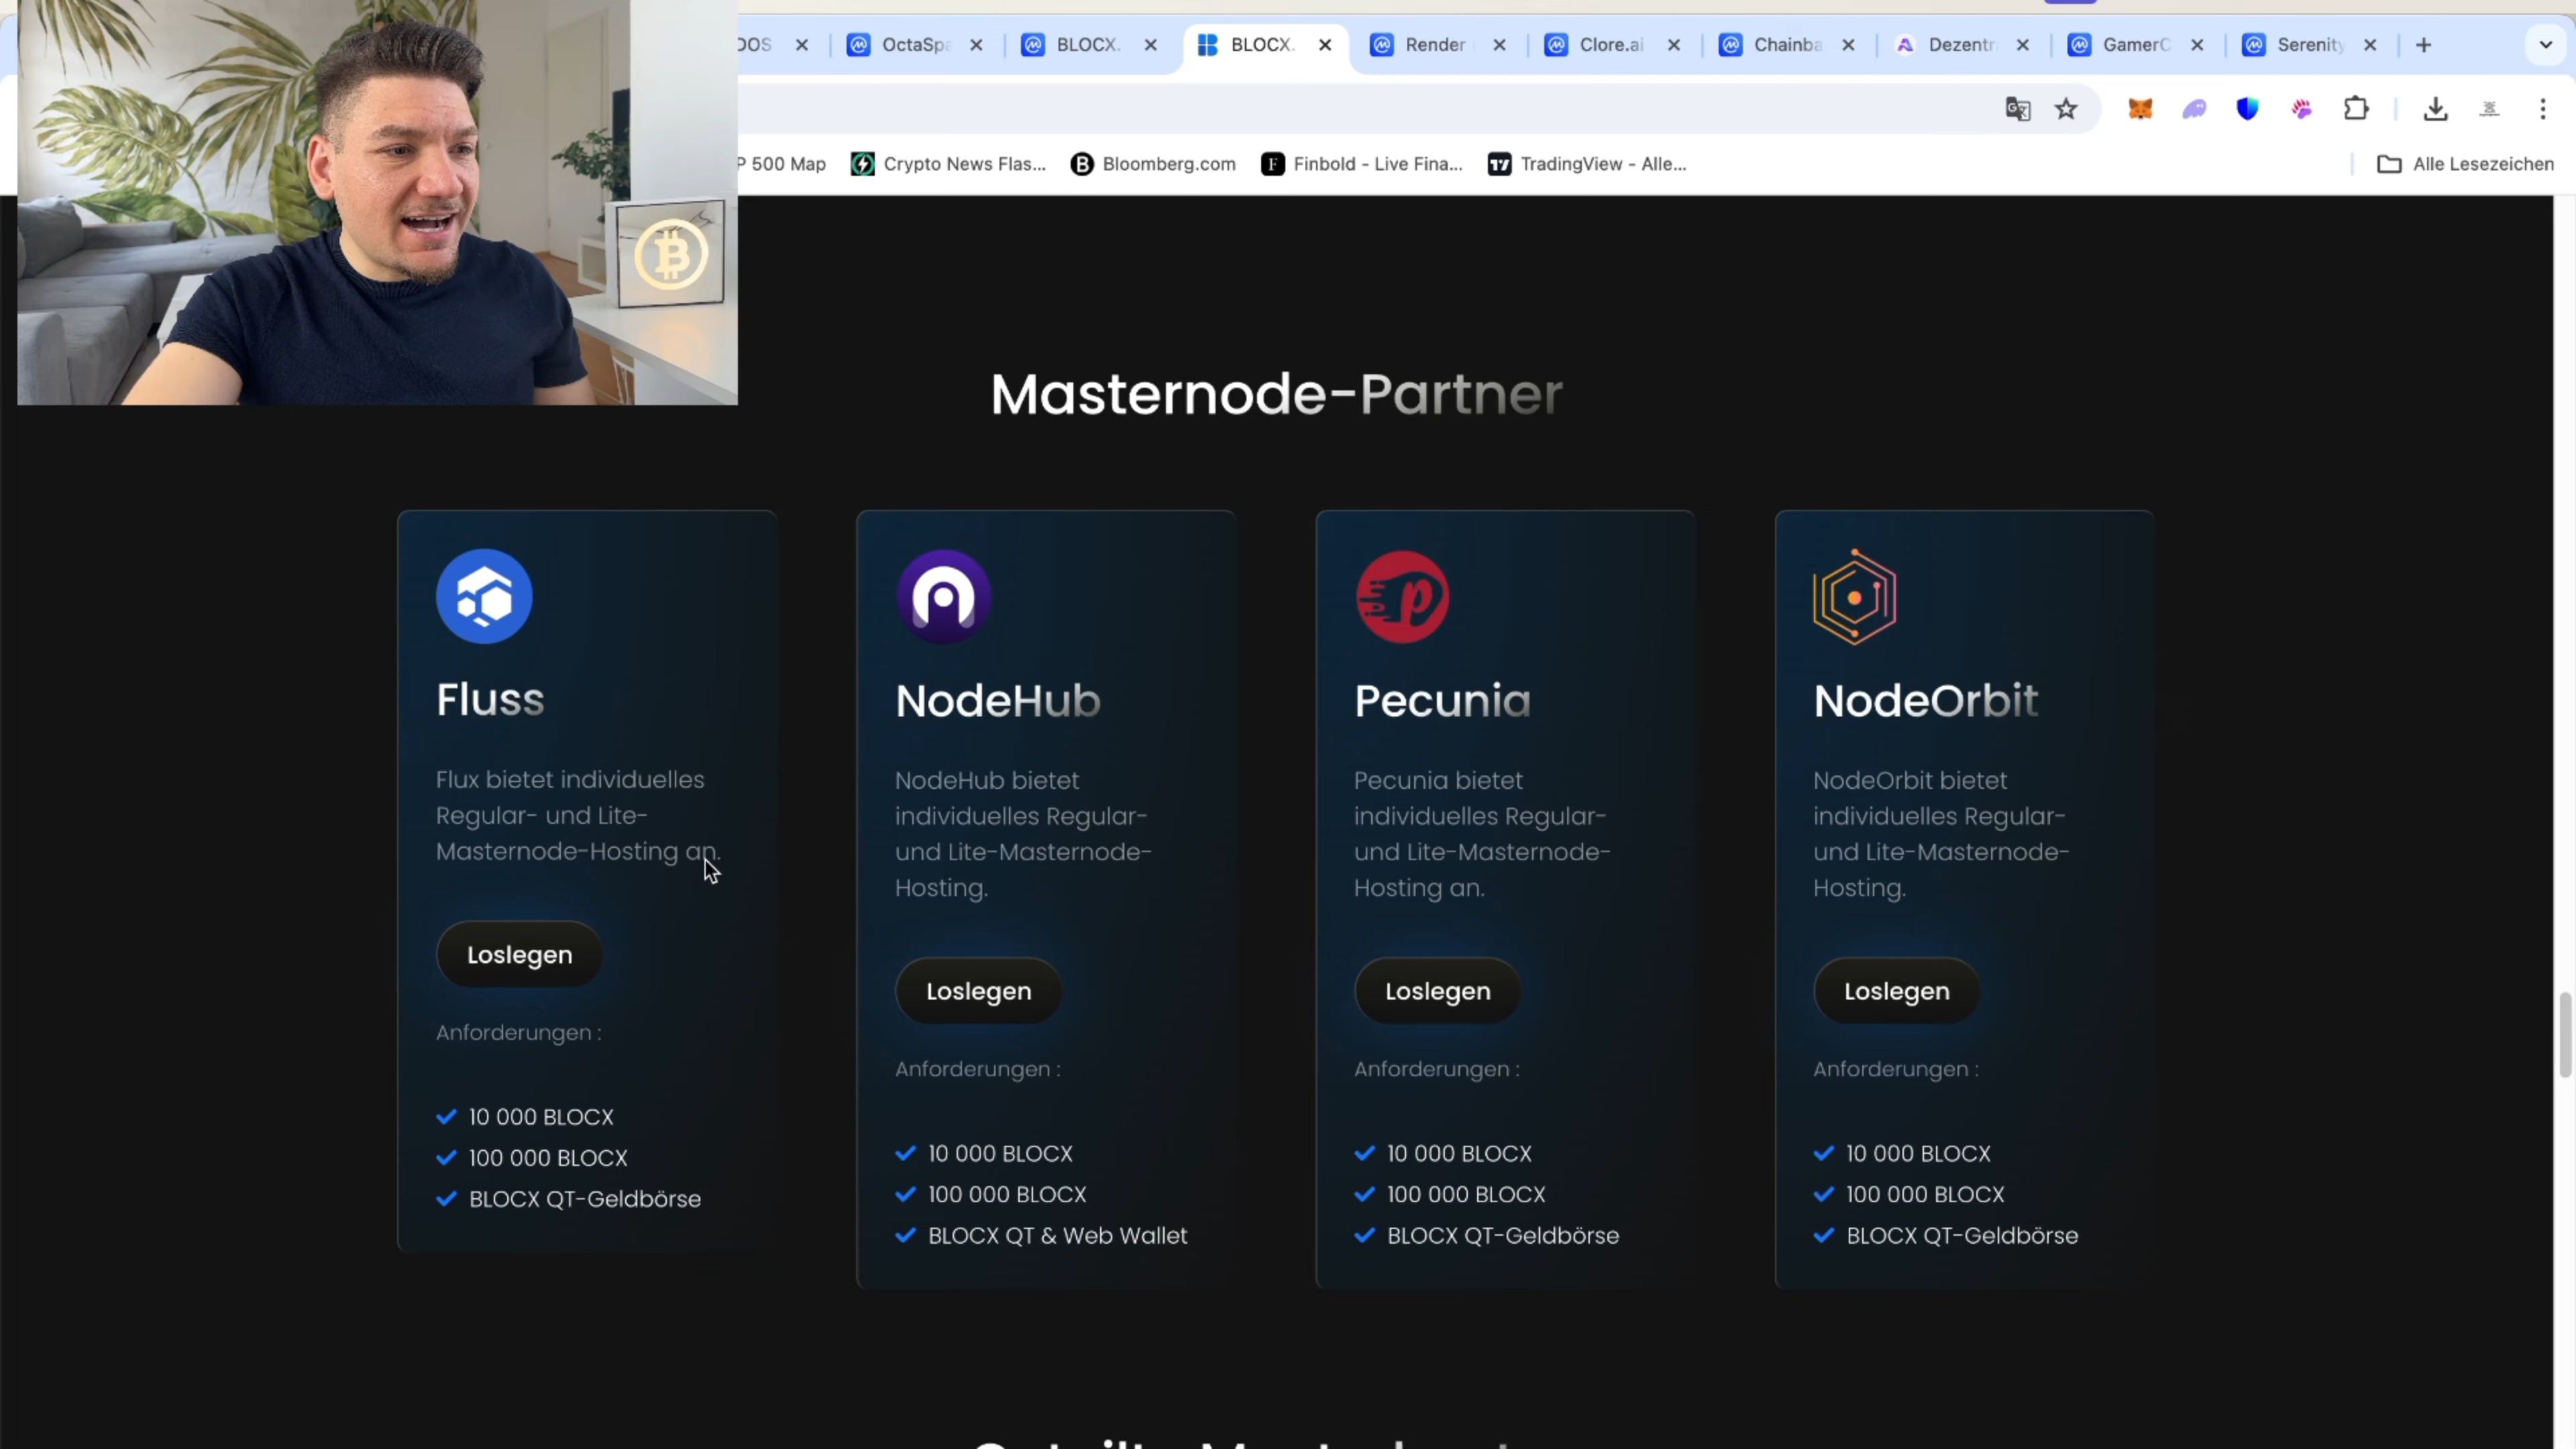 DOS
OctaSpa
BLOCX.
BLOCX.
Render
Clore.ai
Chainba
Dezentr
GamerC
Serenity
P 500 Map
Crypto News Flas...
Bloomberg.com
Finbold - Live Fina...
TradingView - Alle...
Alle Lesezeichen
Masternode-Partner
Fluss
Flux bietet individuelles
Regular- und Lite-
Masternode-Hosting an.
Loslegen
Anforderungen :
10 000 BLOCX
100 000 BLOCX
BLOCX QT-Geldbörse
NodeHub
NodeHub bietet
individuelles Regular-
und Lite-Masternode-
Hosting.
Loslegen
Anforderungen :
10 000 BLOCX
100 000 BLOCX
BLOCX QT & Web Wallet
Pecunia
Pecunia bietet
individuelles Regular-
und Lite-Masternode-
Hosting an.
Loslegen
Anforderungen :
10 000 BLOCX
100 000 BLOCX
BLOCX QT-Geldbörse
NodeOrbit
NodeOrbit bietet
individuelles Regular-
und Lite-Masternode-
Hosting.
Loslegen
Anforderungen :
10 000 BLOCX
100 000 BLOCX
BLOCX QT-Geldbörse